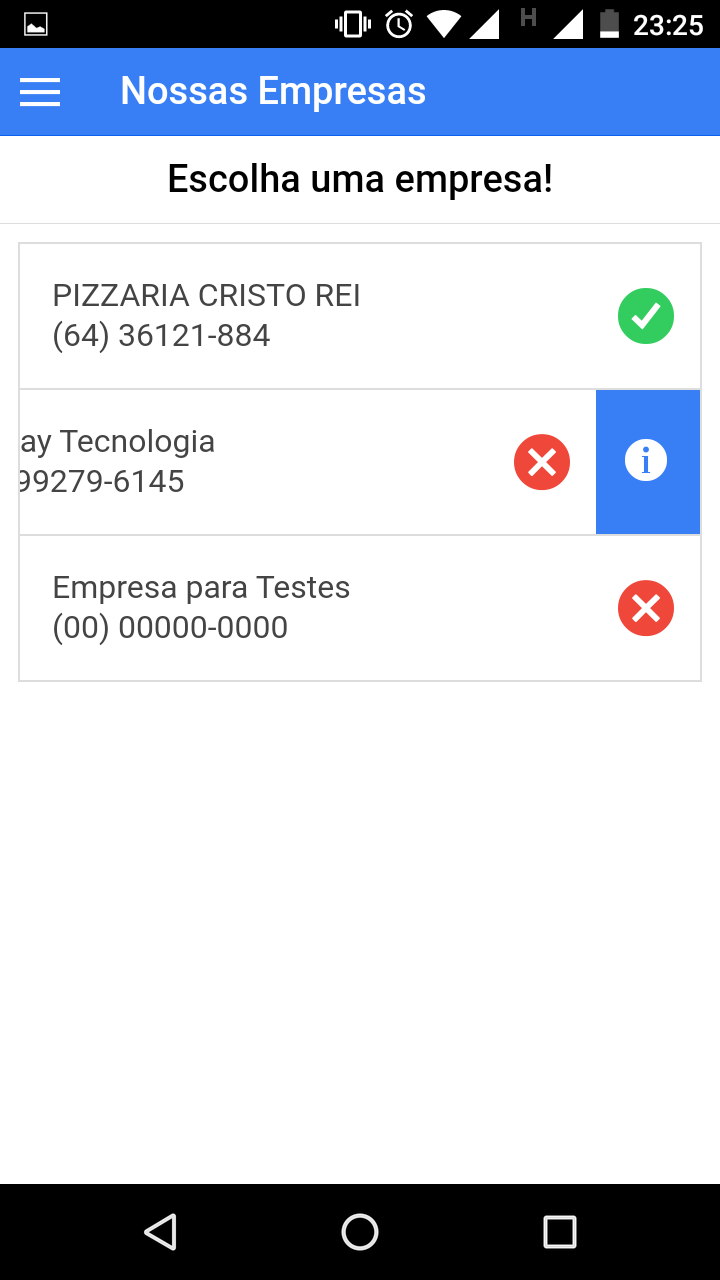 H
23:25
Nossas Empresas
Escolha uma empresa!
PIZZARIA CRISTO REI
(64) 36121-884
ay Tecnologia
99279-6145
i
Empresa para Testes
(00) 00000-0000